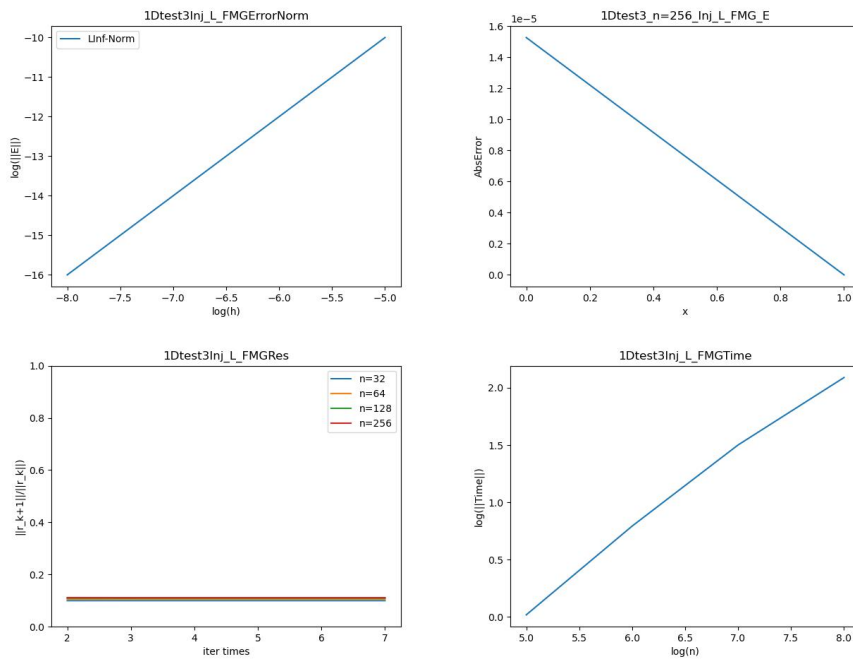 1Dtest3Inj_L_FMGErrorNorm
LInf-Norm
log(||E||)
−10
−11
−12
−13
−14
−15
−16
−8.0 −7.5 −7.0 −6.5 −6.0 −5.5 −5.0
log(h)
1Dtest3_n=256_Inj_L_FMG_E
1e−5
AbsError
1.6
1.4
1.2
1.0
0.8
0.6
0.4
0.2
0.0
0.0 0.2 0.4 0.6 0.8 1.0
x
1Dtest3Inj_L_FMGRes
n=32
n=64
n=128
n=256
||r_k+1||/||r_k||)
1.0
0.8
0.6
0.4
0.2
0.0
2 3 4 5 6 7
iter times
1Dtest3Inj_L_FMGTime
log(||Time||)
2.0
1.5
1.0
0.5
0.0
5.0 5.5 6.0 6.5 7.0 7.5 8.0
log(n)